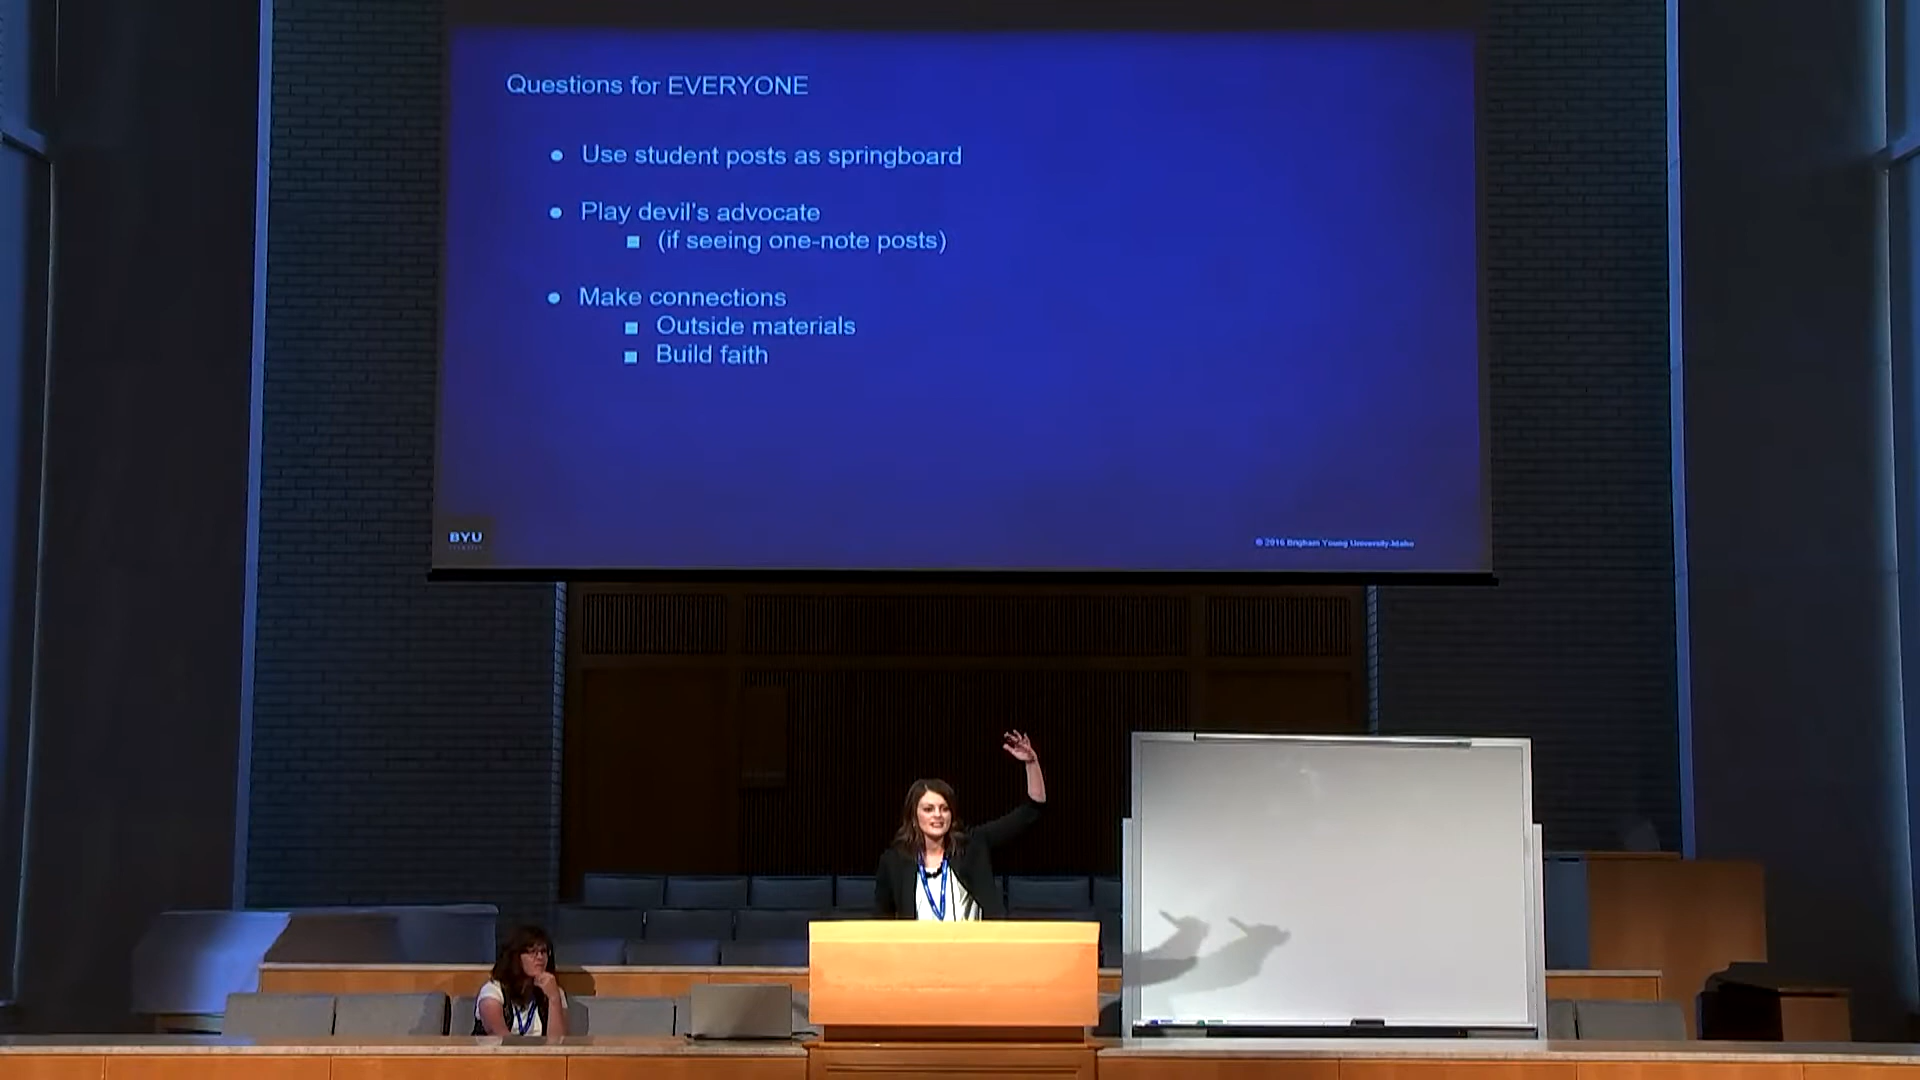 Questions for EVERYONE
● Use student posts as springboard
● Play devil's advocate
■ (if seeing one-note posts)
■ Make connections
■ Outside materials
■ Build faith
BYU
© 2016 Brigham Young University-Idaho